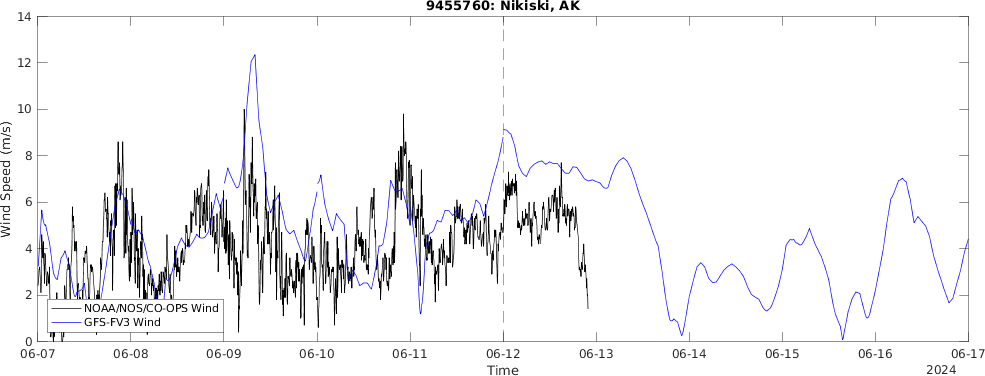 9455760: Nikiski, AK
14
12
10
8
6
4
2
0
Wind Speed (m/s)
NOAA/NOS/CO-OPS Wind
GFS-FV3 Wind
06-07 06-08 06-09 06-10 06-11 06-12 06-13 06-14 06-15 06-16 06-17
Time
2024